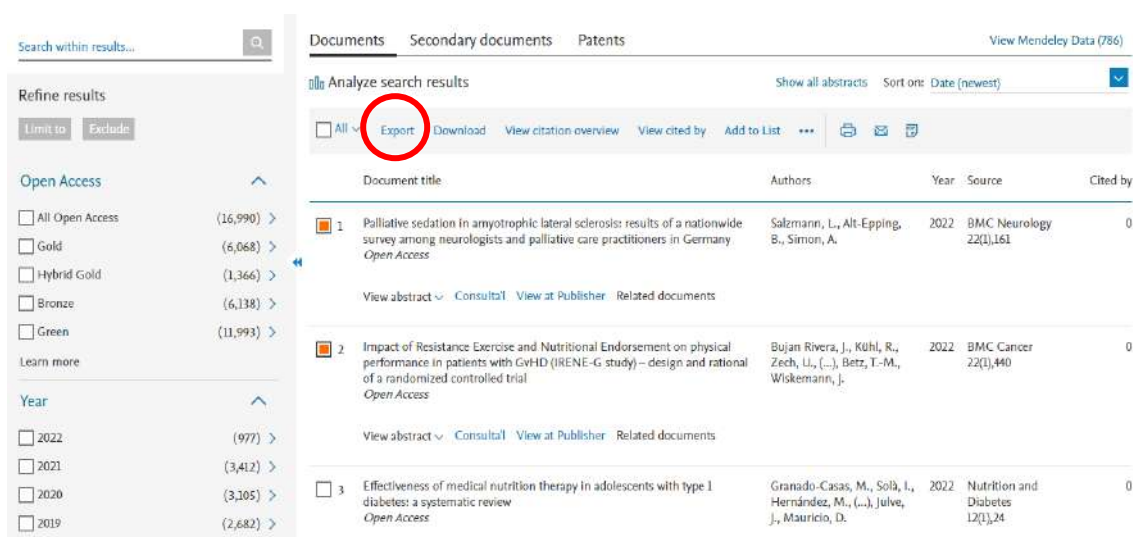 Search within results...
Refine results
Limit to Exclude
Open Access
All Open Access (16,990)
Gold (6,068)
Hybrid Gold (1,366)
Bronze (6,138)
Green (11,993)
Learn more
Year
2022 (977)
2021 (3,412)
2020 (3,105)
2019 (2,682)
Documents Secondary documents Patents View Mendeley Data (786)
Analyze search results Show all abstracts Sort on: Date (newest)
All Export Download View citation overview View cited by Add to List ...
Document title Authors Year Source Cited by
1 Palliative sedation in amyotrophic lateral sclerosis: results of a nationwide Salzmann, L., Alt-Epping, 2022 BMC Neurology 0
survey among neurologists and palliative care practitioners in Germany B., Simon, A. 22(1),161
Open Access
View abstract Consulta'l View at Publisher Related documents
2 Impact of Resistance Exercise and Nutritional Endorsement on physical Bujan Rivera, J., Kühl, R., 2022 BMC Cancer 0
performance in patients with GvHD (IRENE-G study) – design and rational Zech, U., (...), Betz, T.-M., 22(1),440
of a randomized controlled trial Wiskemann, J.
Open Access
View abstract Consulta'l View at Publisher Related documents
3 Effectiveness of medical nutrition therapy in adolescents with type 1 Granado-Casas, M., Solà, I., 2022 Nutrition and 0
diabetes: a systematic review Hernández, M., (...), Julve, Diabetes
Open Access J., Mauricio, D. 12(1),24